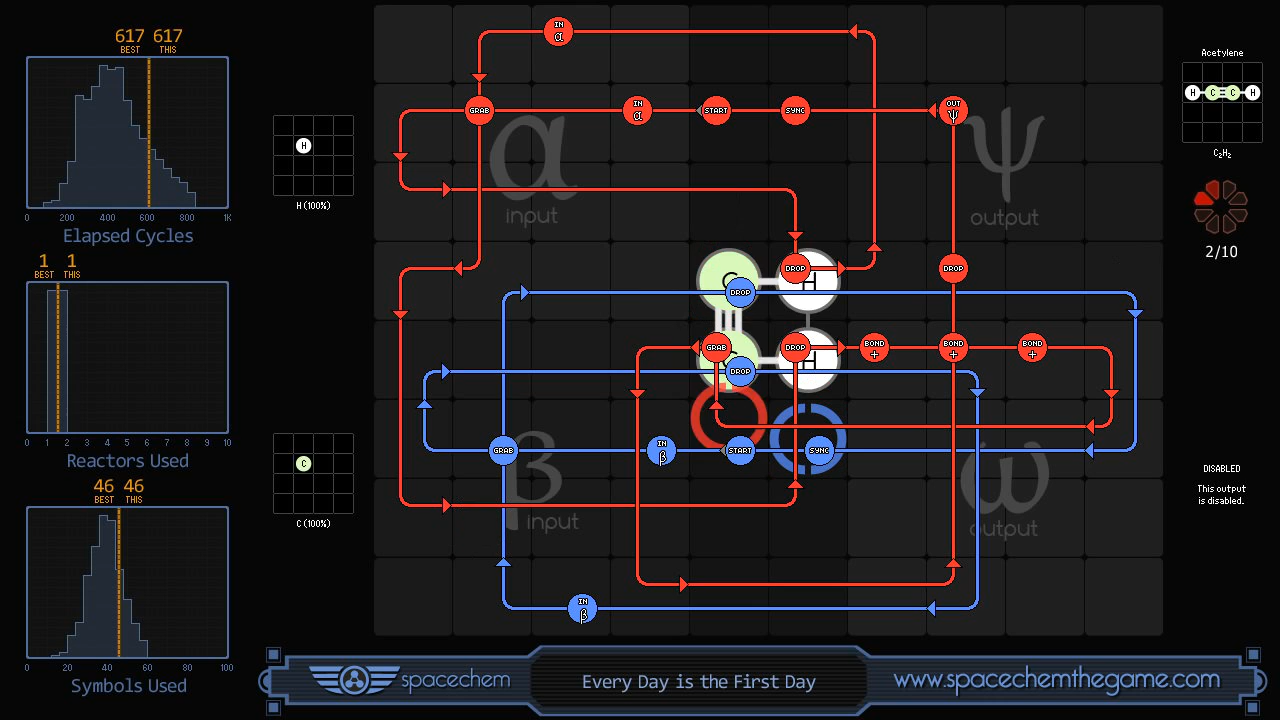 617 617
BEST THIS
0 200 400 600 800 1K
Elapsed Cycles
1 1
BEST THIS
0 1 2 3 4 5 6 7 8 9 10
Reactors Used
46 46
BEST THIS
0 20 40 60 80 100
Symbols Used
H
H (100%)
C
C (100%)
IN
α
GRAB
IN
α
START
SYNC
OUT
Ψ
α
input
Ψ
output
C
DROP
H
DROP
DROP
GRAB
C
DROP
DROP
H
BOND
+
BOND
+
BOND
+
GRAB
IN
β
START
SYNC
β
input
ω
output
IN
β
Acetylene
H C C H
C₂H₂
2/10
DISABLED
This output
is disabled.
spacechem
Every Day is the First Day
www.spacechemthegame.com